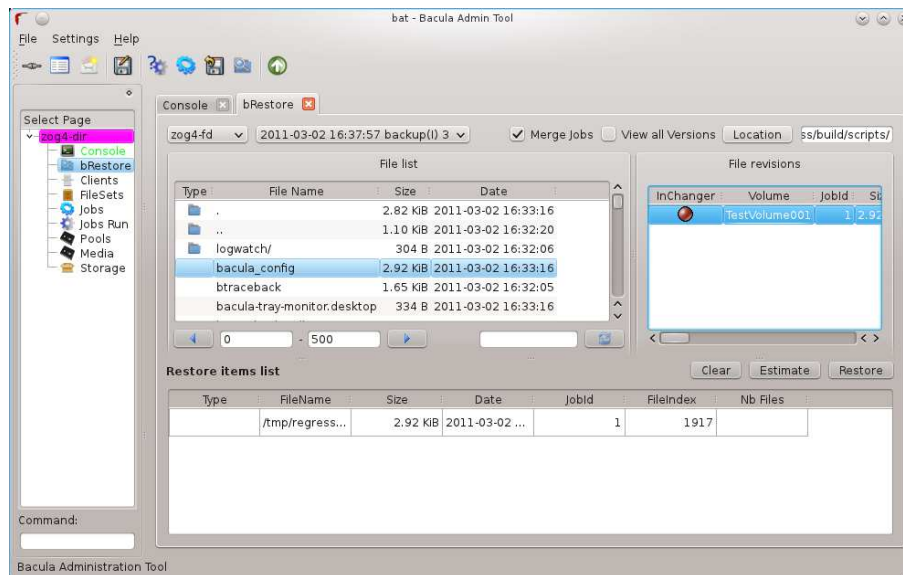 bat - Bacula Admin Tool
File Settings Help
Console bRestore
Select Page
zog4-dir
Console
bRestore
Clients
FileSets
Jobs
Jobs Run
Pools
Media
Storage
zog4-fd 2011-03-02 16:37:57 backup(I) 3 Merge Jobs View all Versions Location ss/build/scripts/
File list
Type File Name Size Date
. 2.82 KiB 2011-03-02 16:33:16
.. 1.10 KiB 2011-03-02 16:32:20
logwatch/ 304 B 2011-03-02 16:32:06
bacula_config 2.92 KiB 2011-03-02 16:33:16
btraceback 1.65 KiB 2011-03-02 16:32:05
bacula-tray-monitor.desktop 334 B 2011-03-02 16:33:16
0 - 500
File revisions
InChanger Volume JobId
TestVolume001 1 2.92
Restore items list Clear Estimate Restore
Type FileName Size Date JobId FileIndex Nb Files
/tmp/regress... 2.92 KiB 2011-03-02 ... 1 1917
Command:
Bacula Administration Tool